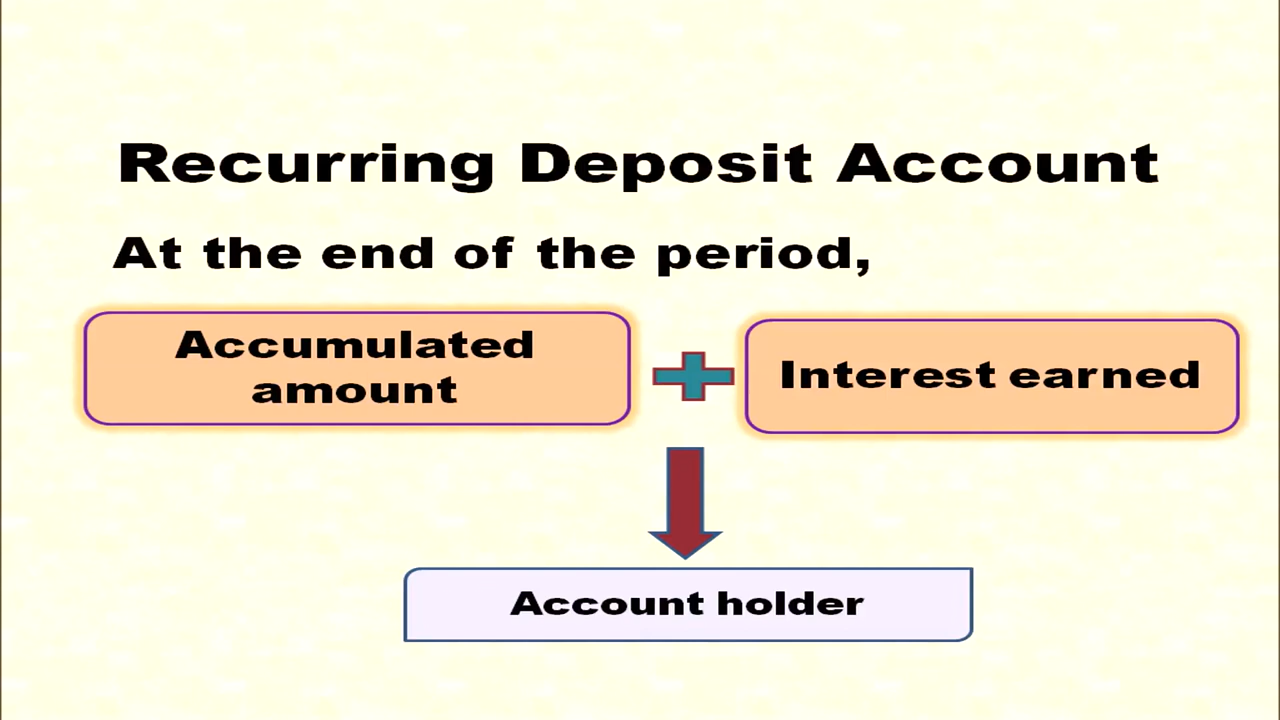 Recurring Deposit Account
At the end of the period,
Accumulated
amount
Interest earned
Account holder